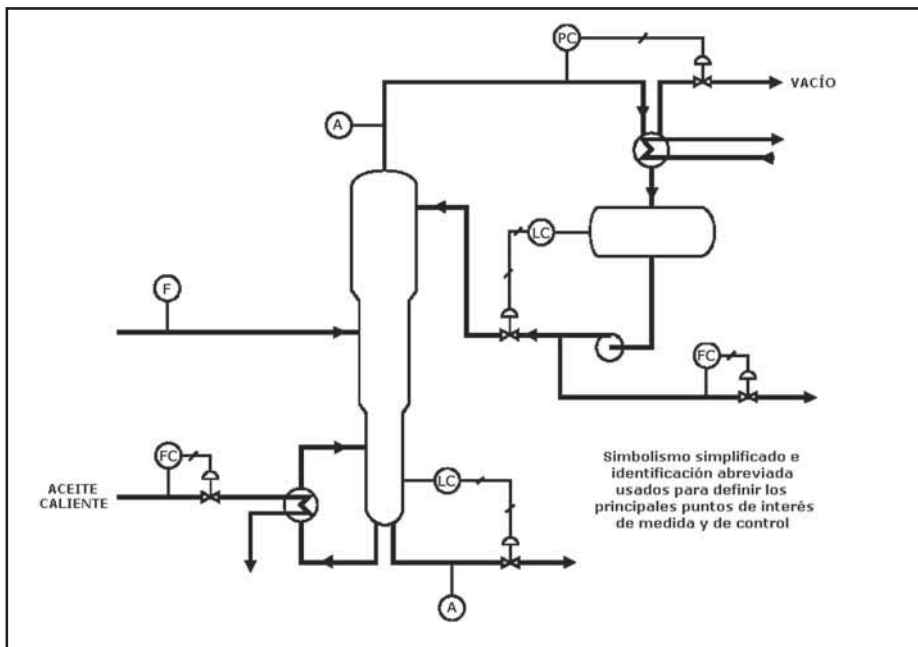 PC
VACÍO
A
LC
F
FC
FC
ACEITE
CALIENTE
LC
Simbolismo simplificado e
identificación abreviada
usados para definir los
principales puntos de interés
de medida y de control
A